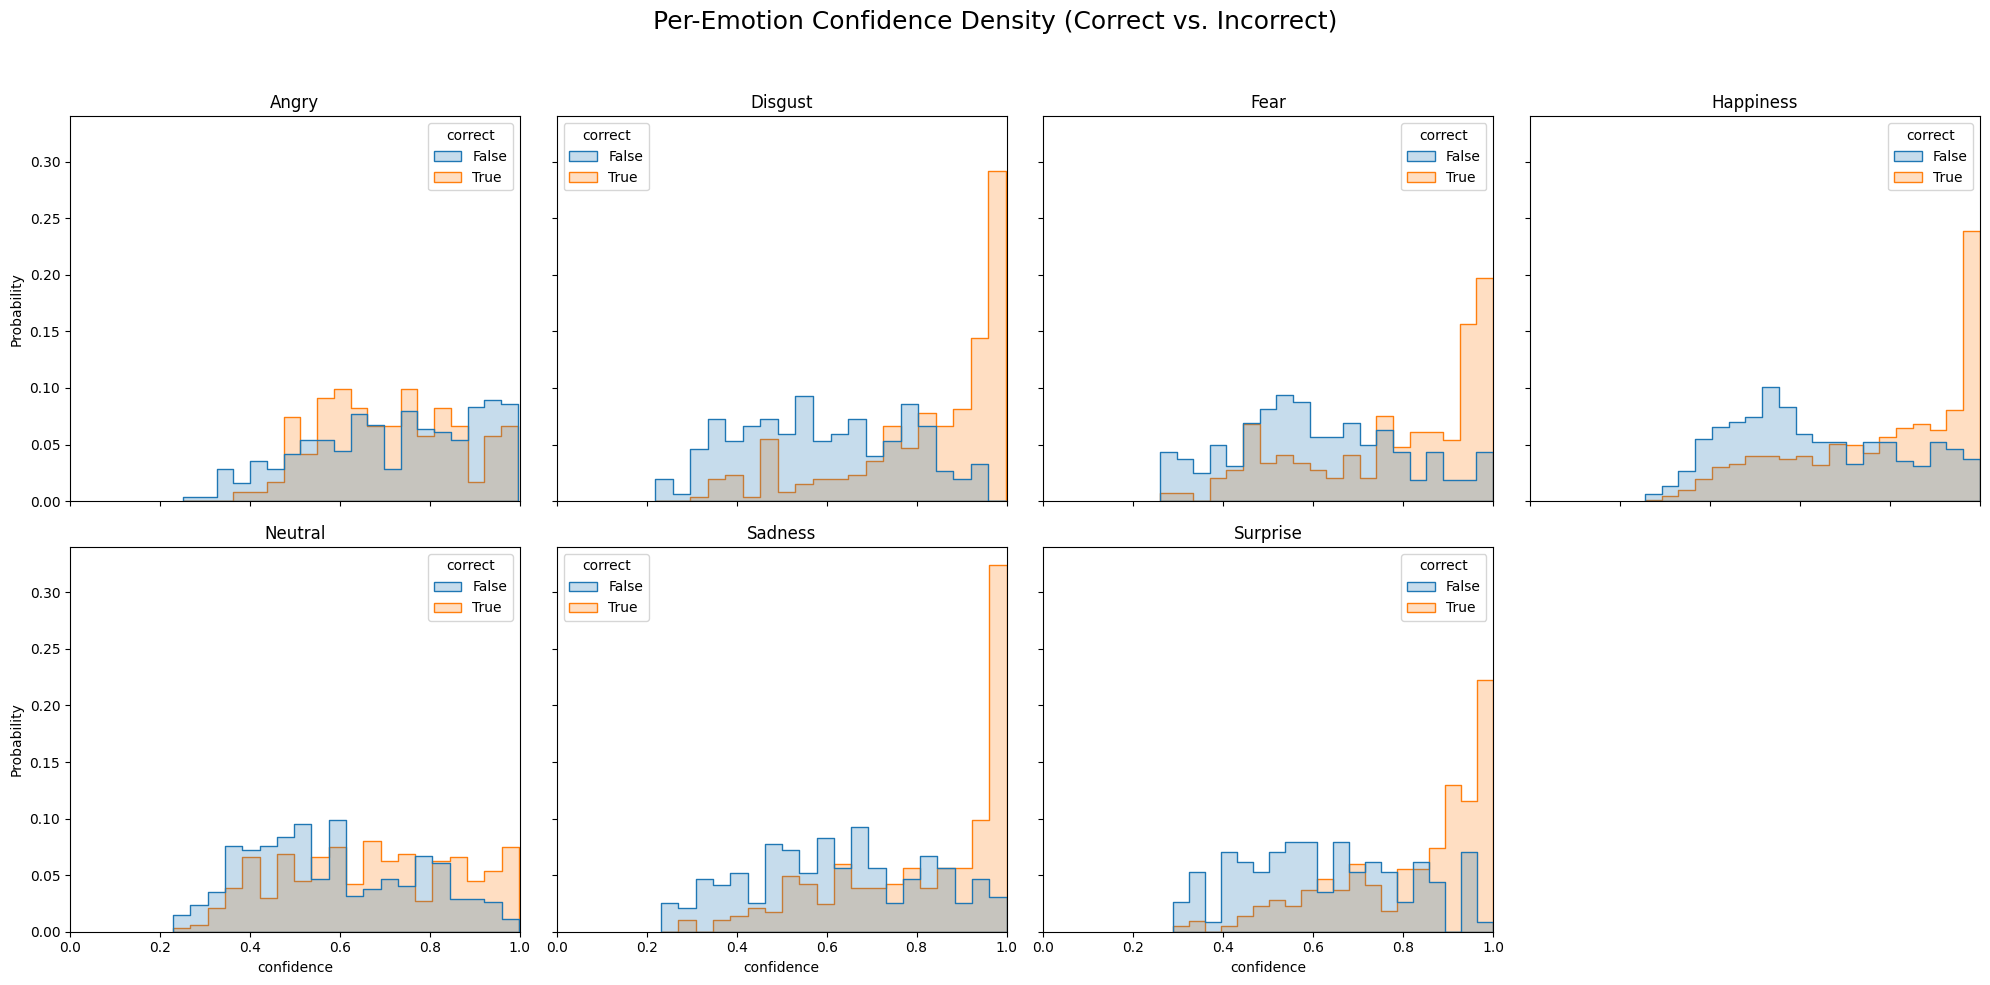 Per-Emotion Confidence Density (Correct vs. Incorrect)
Angry
Disgust
Fear
Happiness
correct
False
True
correct
False
True
correct
False
True
correct
False
True
0.30
0.25
0.20
0.15
0.10
0.05
0.00
Probability
Neutral
Sadness
Surprise
correct
False
True
correct
False
True
correct
False
True
0.30
0.25
0.20
0.15
0.10
0.05
0.00
Probability
0.0 0.2 0.4 0.6 0.8 1.0
0.0 0.2 0.4 0.6 0.8 1.0
0.0 0.2 0.4 0.6 0.8 1.0
confidence
confidence
confidence